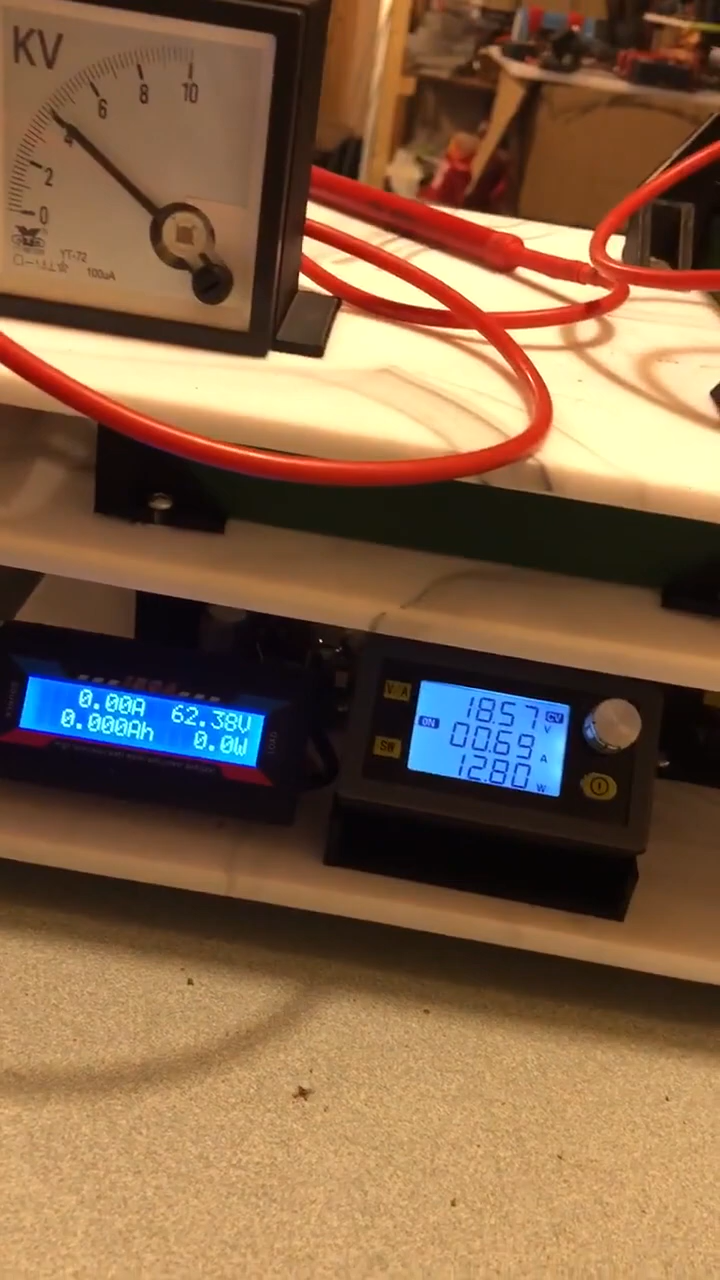 KV
10
8
6
4
2
0
YT-72
100uA
0.00A 62.38V
0.000Ah 0.0W
V/A
ON
SW
18.57 V
CV
00.69 A
12.80 W